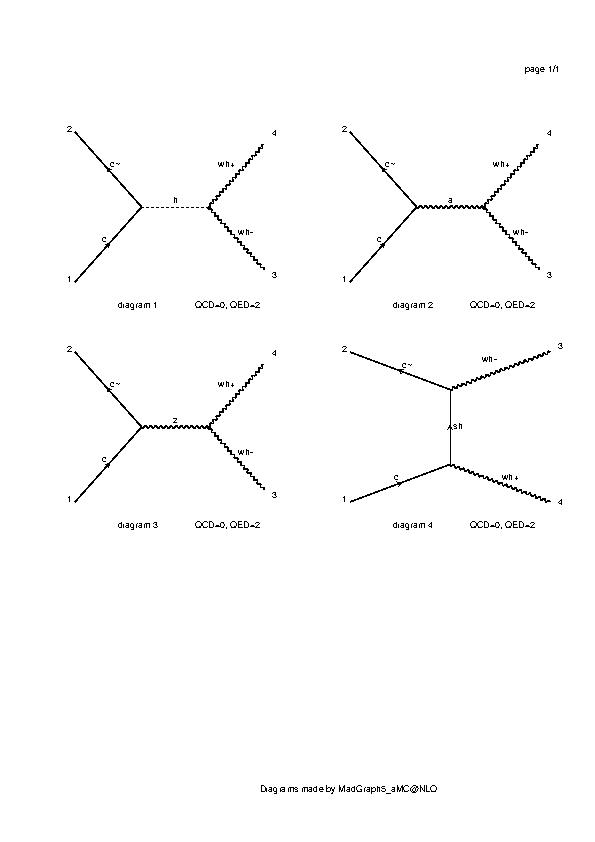 page 1/1
2
c~
h
wh+
4
c
wh-
1
3
diagram 1 QCD=0, QED=2
2
c~
a
wh+
4
c
wh-
1
3
diagram 2 QCD=0, QED=2
2
c~
z
wh+
4
c
wh-
1
3
diagram 3 QCD=0, QED=2
2
c~
wh-
3
sh
c
wh+
1
4
diagram 4 QCD=0, QED=2
Diagrams made by MadGraph5_aMC@NLO